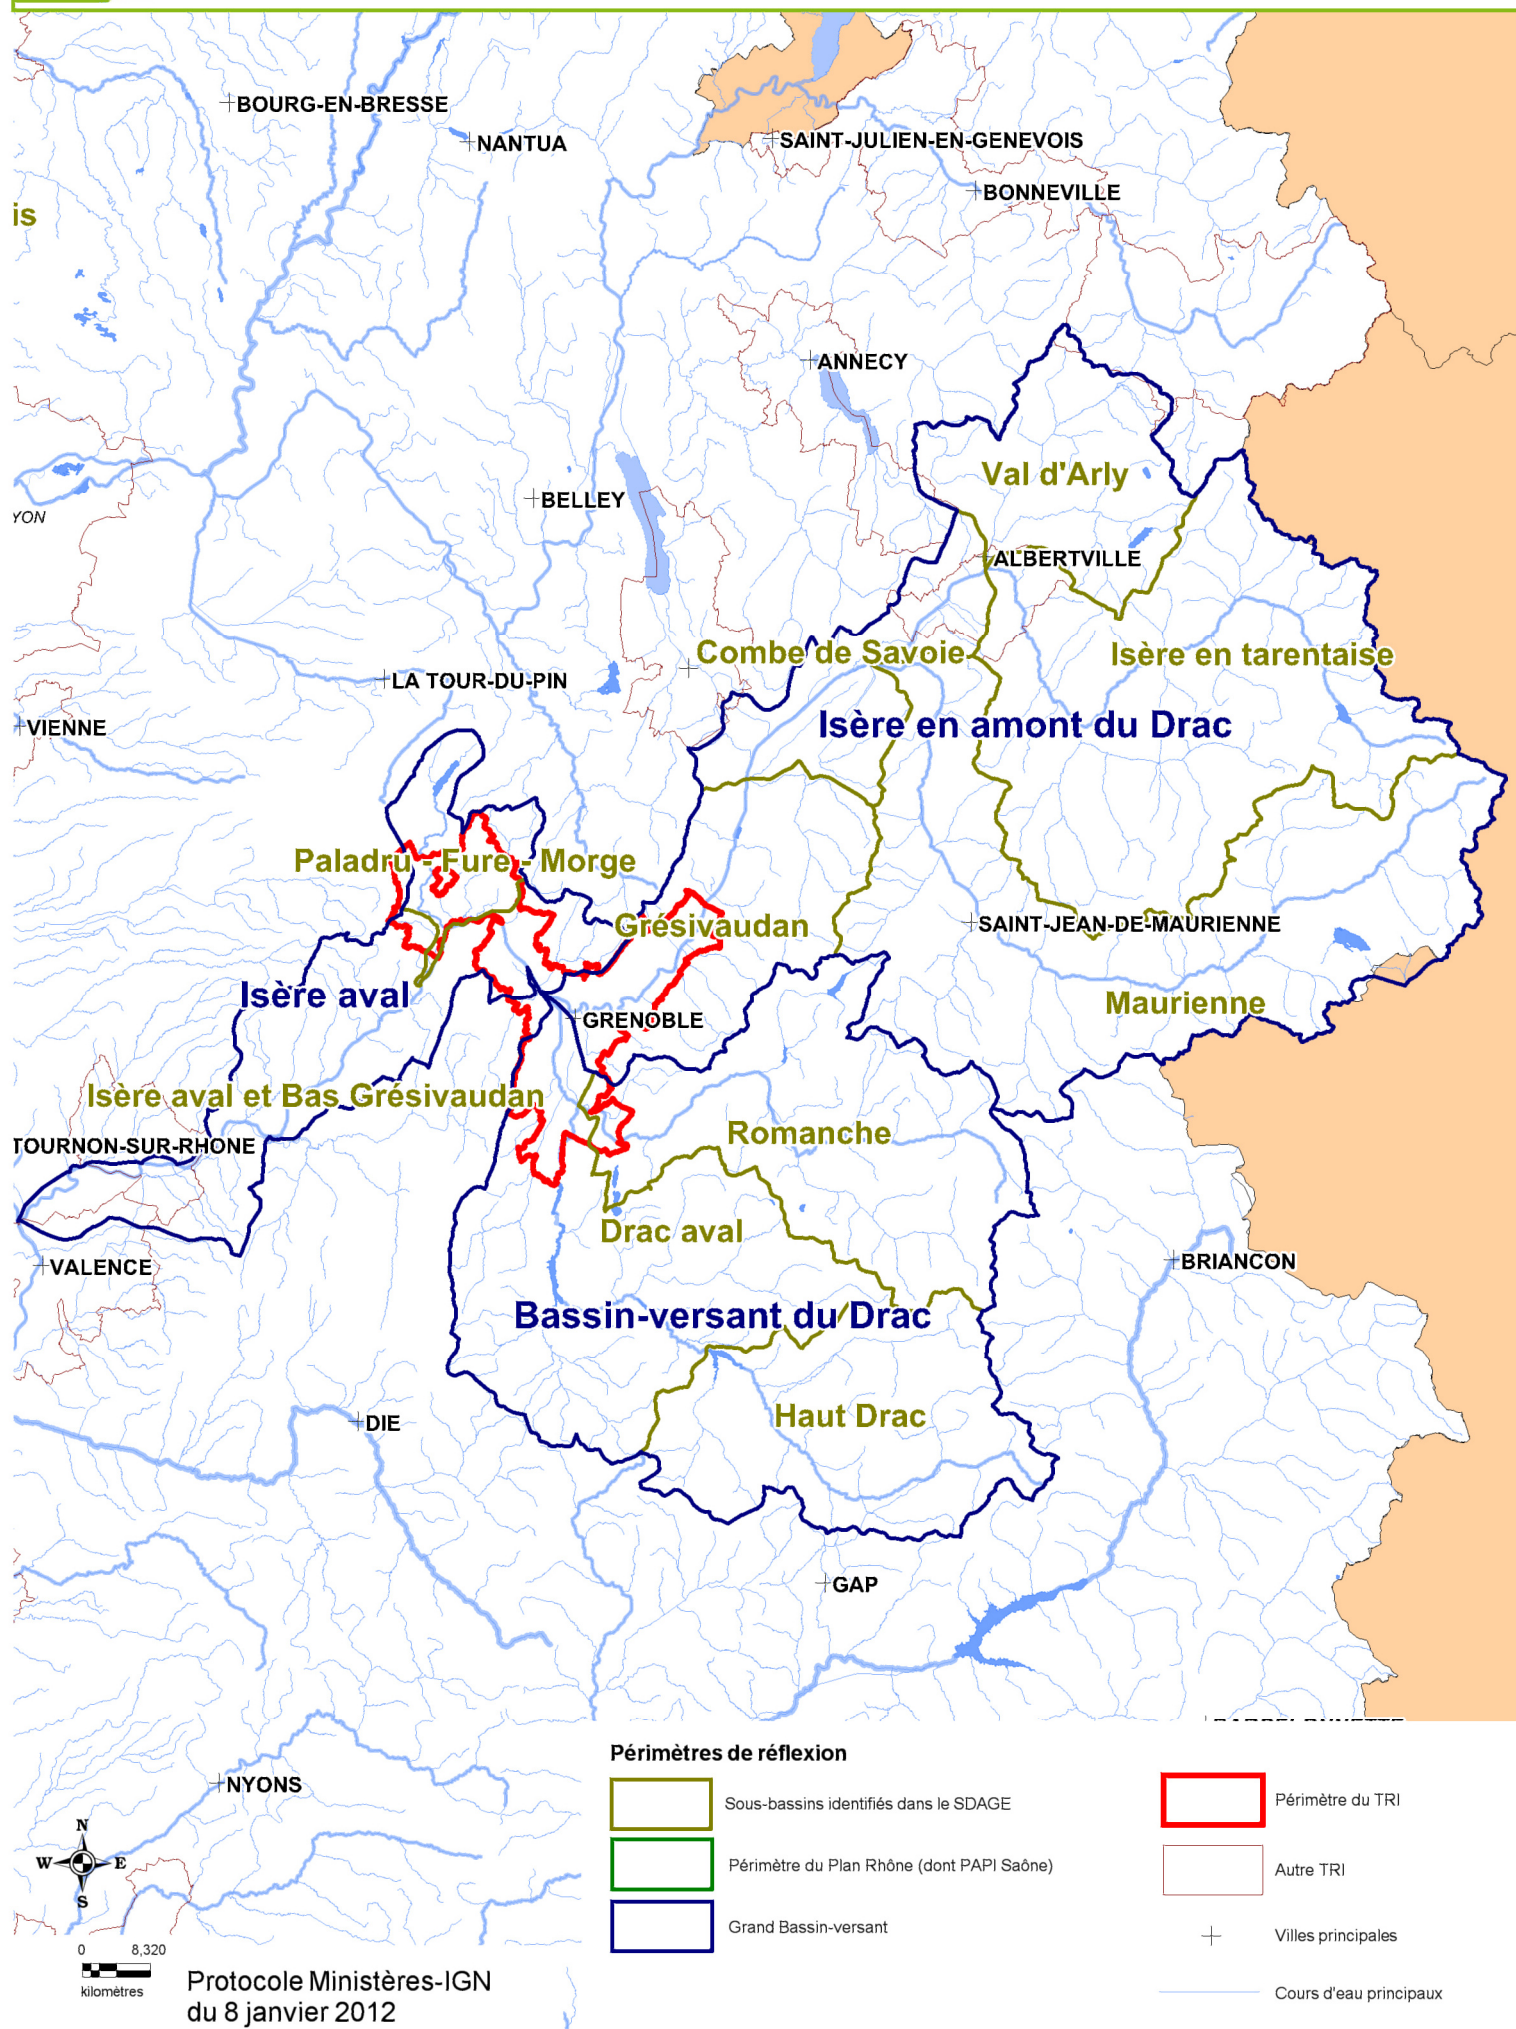 BOURG-EN-BRESSE
NANTUA
SAINT-JULIEN-EN-GENEVOIS
BONNEVILLE
is
ANNECY
Val d'Arly
BELLEY
YON
ALBERTVILLE
Combe de Savoie
Isère en tarentaise
LA TOUR-DU-PIN
Isère en amont du Drac
VIENNE
Paladru - Fure - Morge
Grésivaudan
SAINT-JEAN-DE-MAURIENNE
Isère aval
Maurienne
GRENOBLE
Isère aval et Bas Grésivaudan
Romanche
TOURNON-SUR-RHONE
Drac aval
VALENCE
BRIANCON
Bassin-versant du Drac
Haut Drac
DIE
GAP
NYONS
Périmètres de réflexion
Sous-bassins identifiés dans le SDAGE
Périmètre du Plan Rhône (dont PAPI Saône)
Grand Bassin-versant
Périmètre du TRI
Autre TRI
Villes principales
Cours d'eau principaux
N
W E
S
0 8,320
kilomètres
Protocole Ministères-IGN
du 8 janvier 2012